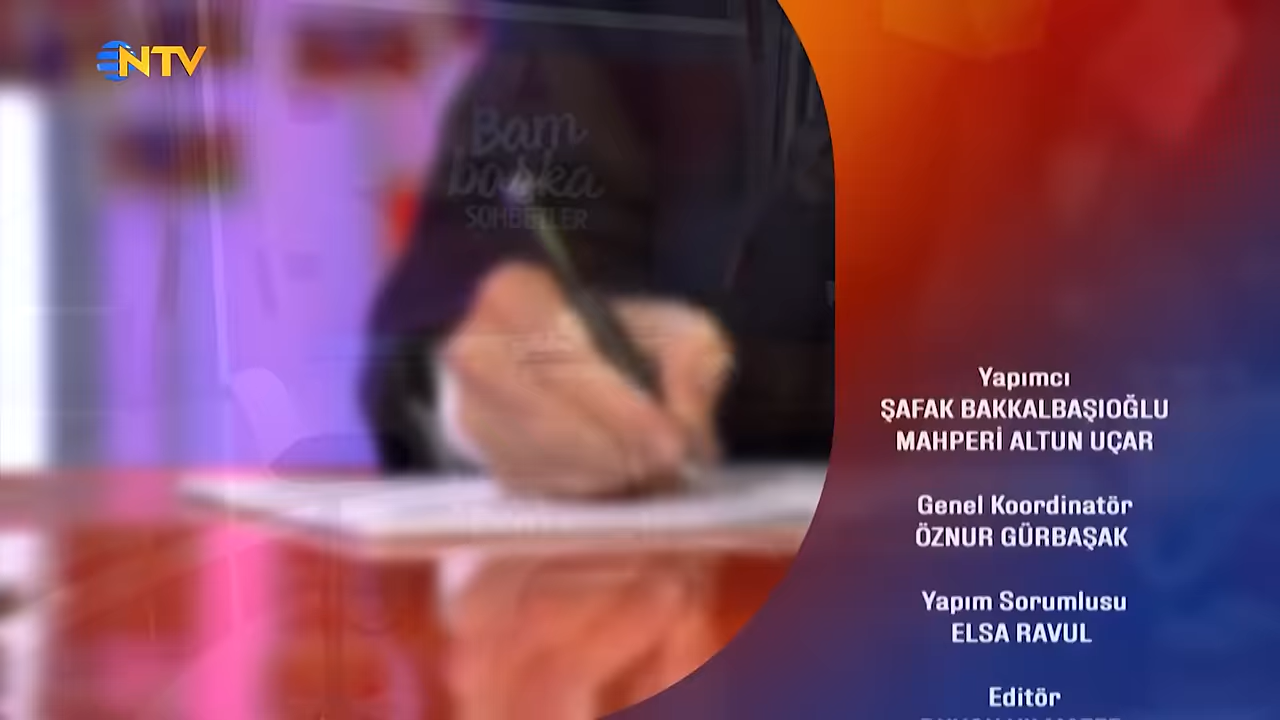 NTV
Bam
başka
SOHBETLER
Yapımcı
ŞAFAK BAKKALBAŞIOĞLU
MAHPERİ ALTUN UÇAR
Genel Koordinatör
ÖZNUR GÜRBAŞAK
Yapım Sorumlusu
ELSA RAVUL
Editör